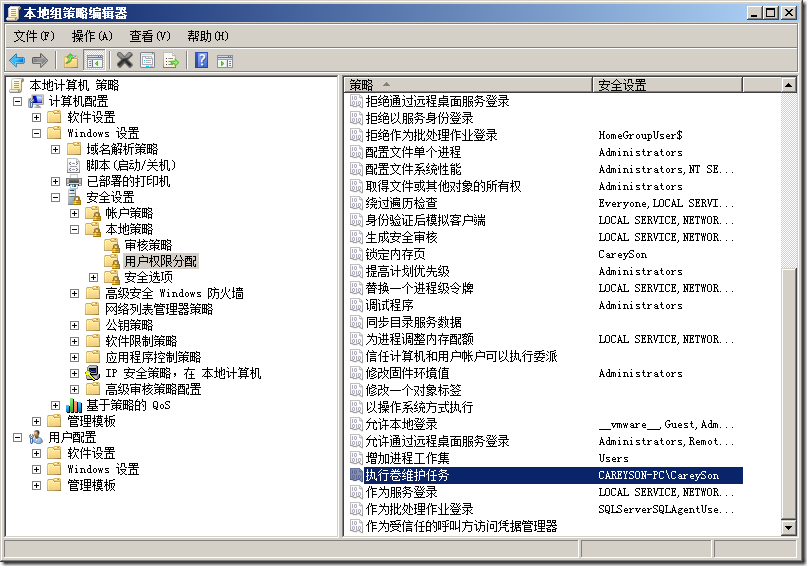 本地组策略编辑器
文件(F) 操作(A) 查看(V) 帮助(H)
本地计算机 策略
计算机配置
软件设置
Windows 设置
域名解析策略
脚本(启动/关机)
已部署的打印机
安全设置
帐户策略
本地策略
审核策略
用户权限分配
安全选项
高级安全 Windows 防火墙
网络列表管理器策略
公钥策略
软件限制策略
应用程序控制策略
IP 安全策略，在 本地计算机
高级审核策略配置
基于策略的 QoS
管理模板
用户配置
软件设置
Windows 设置
管理模板
策略 安全设置
拒绝通过远程桌面服务登录
拒绝以服务身份登录
拒绝作为批处理作业登录 HomeGroupUser$
配置文件单个进程 Administrators
配置文件系统性能 Administrators, NT SE...
取得文件或其他对象的所有权 Administrators
绕过遍历检查 Everyone, LOCAL SERVI...
身份验证后模拟客户端 LOCAL SERVICE, NETWOR...
生成安全审核 LOCAL SERVICE, NETWOR...
锁定内存页 CareySon
提高计划优先级 Administrators
替换一个进程级令牌 LOCAL SERVICE, NETWOR...
调试程序 Administrators
同步目录服务数据
为进程调整内存配额 LOCAL SERVICE, NETWOR...
信任计算机和用户帐户可以执行委派
修改固件环境值 Administrators
修改一个对象标签
以操作系统方式执行
允许本地登录 __vmware__, Guest, Adm...
允许通过远程桌面服务登录 Administrators, Remot...
增加进程工作集 Users
执行卷维护任务 CAREYSON-PC\CareySon
作为服务登录 LOCAL SERVICE, NETWOR...
作为批处理作业登录 SQLServerSQLAgentUse...
作为受信任的呼叫方访问凭据管理器